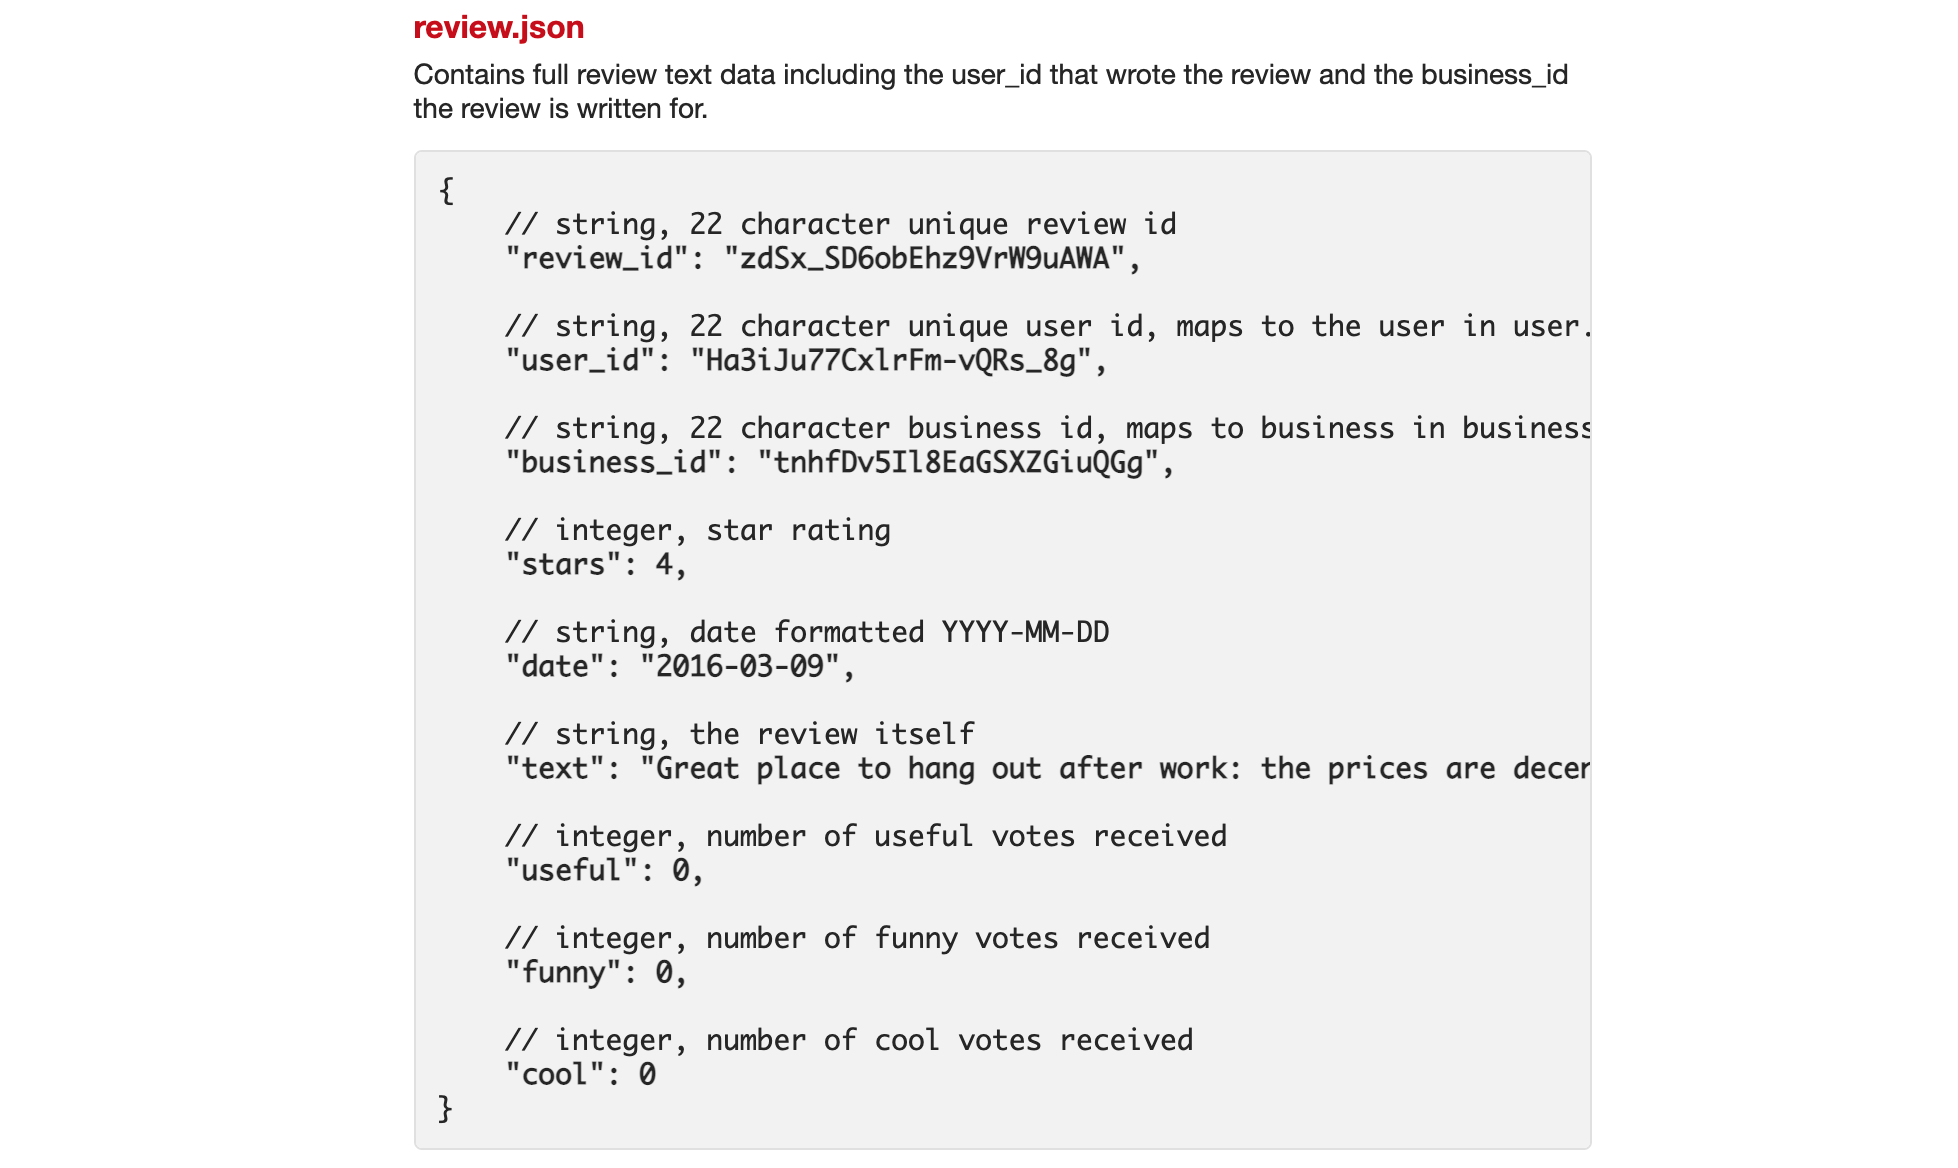 review.json
Contains full review text data including the user_id that wrote the review and the business_id
the review is written for.
{
    // string, 22 character unique review id
    "review_id": "zdSx_SD6obEhz9VrW9uAWA",

    // string, 22 character unique user id, maps to the user in user.
    "user_id": "Ha3iJu77CxlrFm-vQRs_8g",

    // string, 22 character business id, maps to business in business
    "business_id": "tnhfDv5Il8EaGSXZGiuQGg",

    // integer, star rating
    "stars": 4,

    // string, date formatted YYYY-MM-DD
    "date": "2016-03-09",

    // string, the review itself
    "text": "Great place to hang out after work: the prices are

    // integer, number of useful votes received
    "useful": 0,

    // integer, number of funny votes received
    "funny": 0,

    // integer, number of cool votes received
    "cool": 0
}